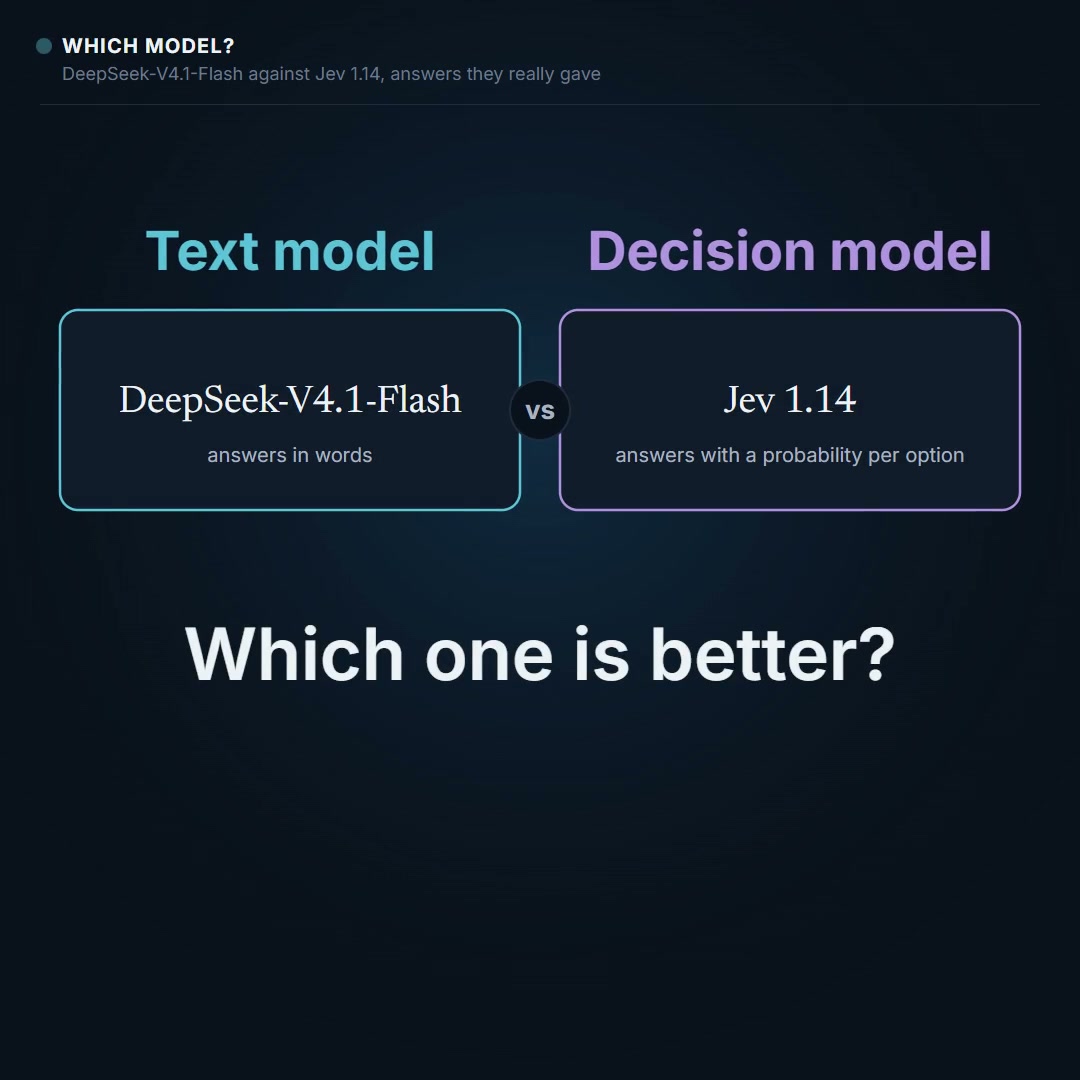 WHICH MODEL?
DeepSeek-V4.1-Flash against Jev 1.14, answers they really gave
Text model
Decision model
DeepSeek-V4.1-Flash
answers in words
vs
Jev 1.14
answers with a probability per option
Which one is better?